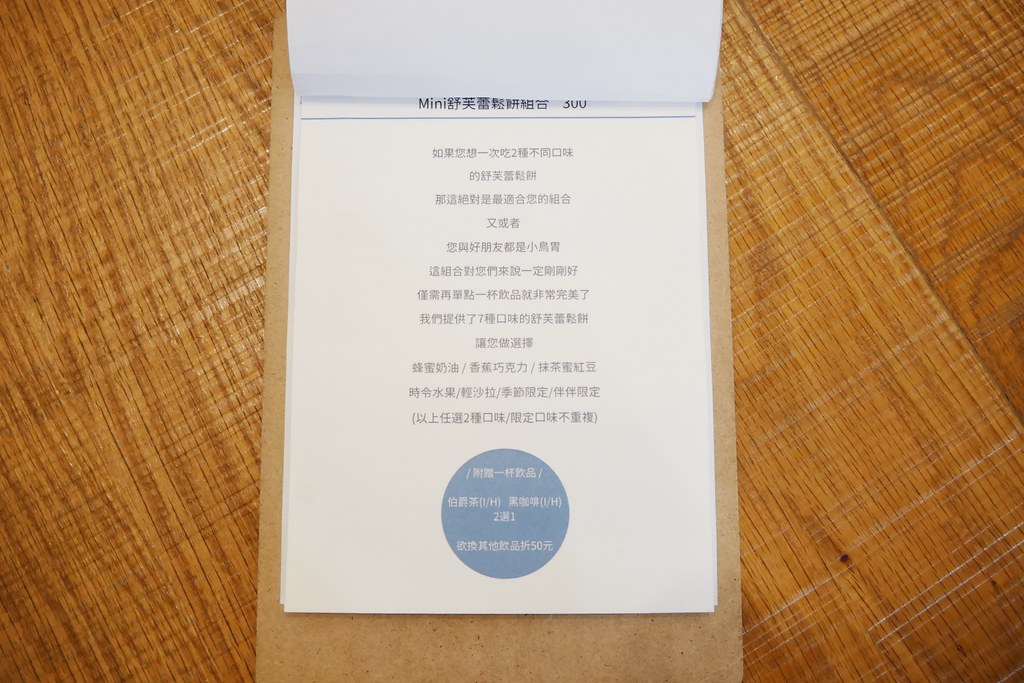 Mini舒芙蕾鬆餅組合 300
如果您想一次吃2種不同口味
的舒芙蕾鬆餅
那這絕對是最適合您的組合
又或者
您與好朋友都是小鳥胃
這組合對您們來說一定剛剛好
僅需再單點一杯飲品就非常完美了
我們提供了7種口味的舒芙蕾鬆餅
讓您做選擇
蜂蜜奶油 / 香蕉巧克力 / 抹茶蜜紅豆
時令水果/輕沙拉/季節限定/伴伴限定
(以上任選2種口味/限定口味不重複)
/ 附贈一杯飲品 /
伯爵茶(I/H) 黑咖啡(I/H)
2選1
欲換其他飲品折50元